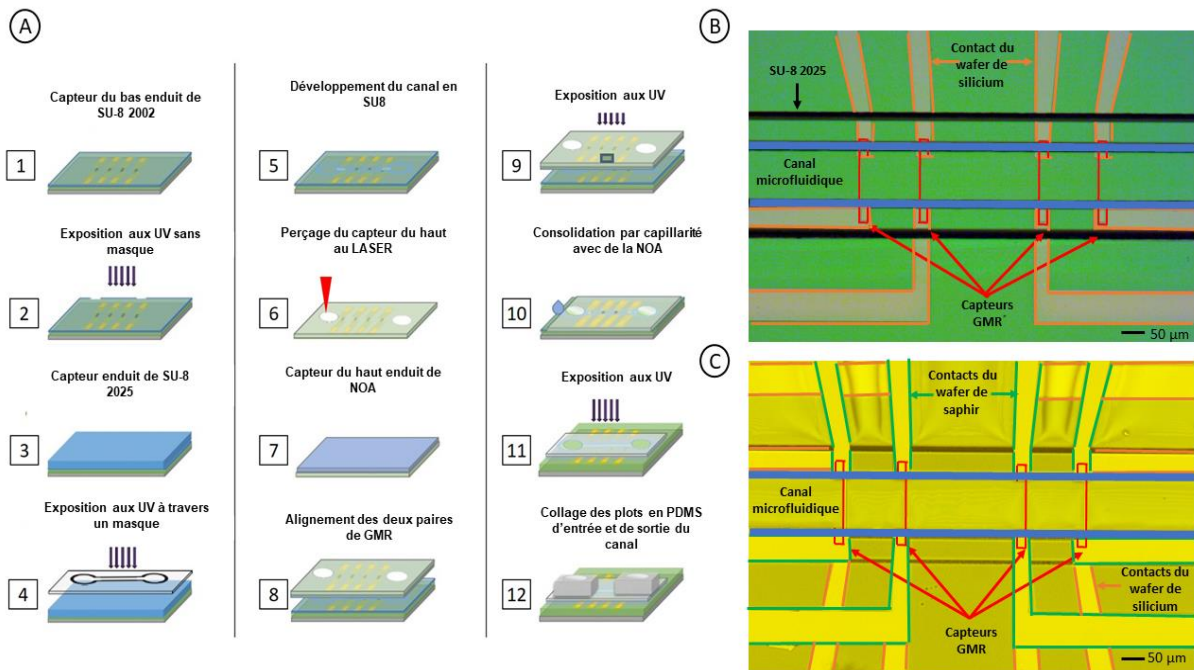 A
Capteur du bas enduit de
SU-8 2002
1
Exposition aux UV sans
masque
2
Capteur enduit de SU-8
2025
3
Exposition aux UV à travers
un masque
4
Développement du canal en
SU8
5
Perçage du capteur du haut
au LASER
6
Capteur du haut enduit de
NOA
7
Alignement des deux paires
de GMR
8
Exposition aux UV
9
Consolidation par capillarité
avec de la NOA
10
Exposition aux UV
11
Collage des plots en PDMS
d'entrée et de sortie du
canal
12
B
SU-8 2025
Contact du
wafer de
silicium
Canal
microfluidique
Capteurs
GMR
50 µm
C
Contacts du
wafer de
saphir
Canal
microfluidique
Contacts du
wafer de
silicium
Capteurs
GMR
50 µm